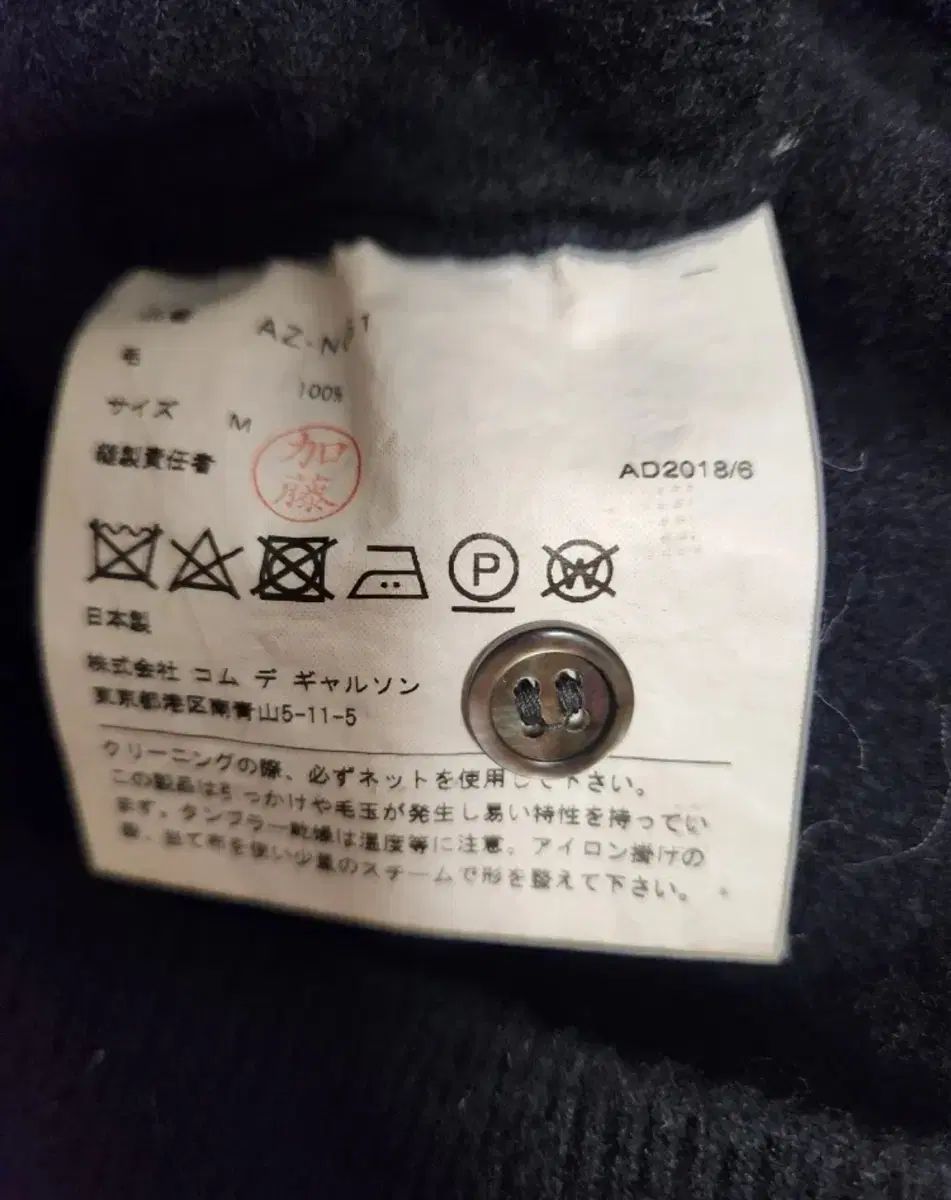 品番 AZ-N
毛 100%
サイズ M
縫製責任者 加藤
AD2018/6
P W
日本製
株式会社 コム デ ギャルソン
東京都港区南青山5-11-5
クリーニングの際、必ずネットを使用して下さい。
この製品は っかけや毛玉が発生し易い特性を持ってい
ます。タンブラー乾燥は温度等に注意。アイロン掛けの
際、当て布を使い少量のスチームで形を整えて下さい。